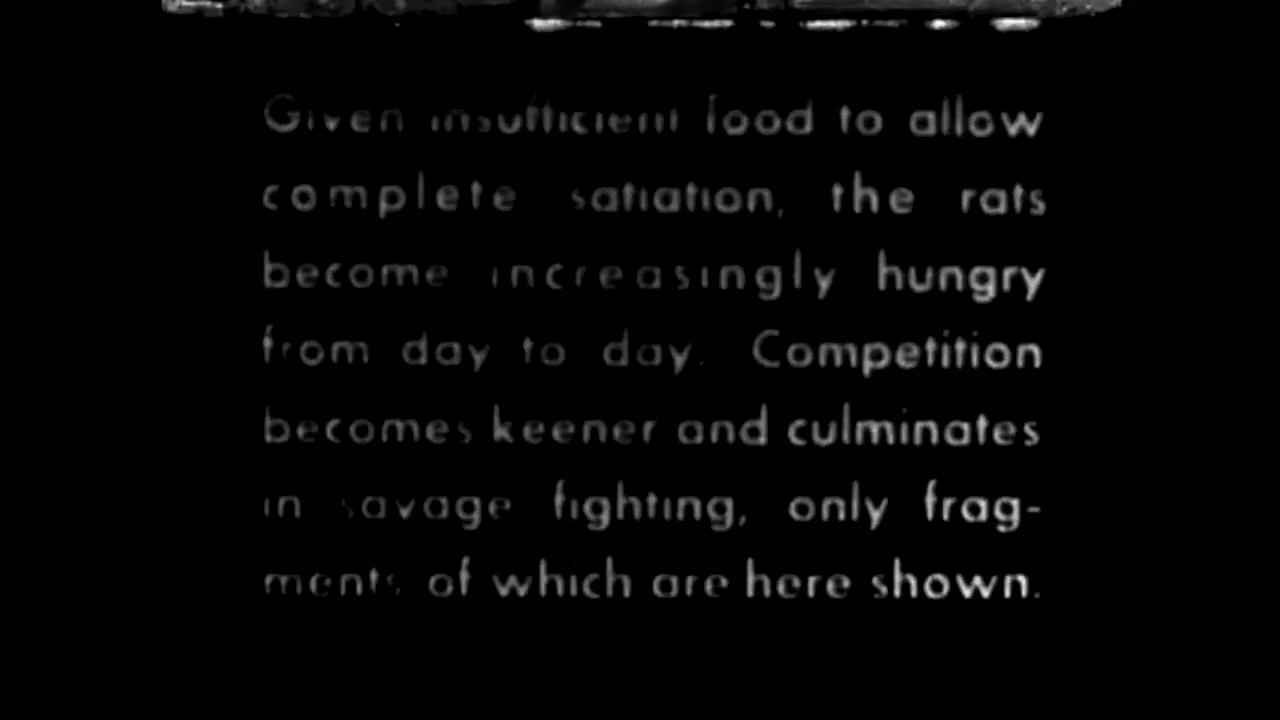 Given insufficient food to allow
complete satiation, the rats
become increasingly hungry
from day to day. Competition
becomes keener and culminates
in savage fighting, only frag-
ments of which are here shown.